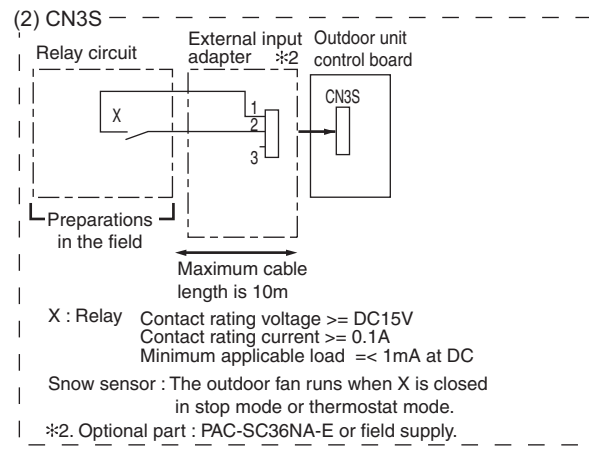 (2) CN3S
Relay circuit
External input
adapter ✻2
Outdoor unit
control board
CN3S
X
1
2
3
Preparations
in the field
Maximum cable
length is 10m
X : Relay
Contact rating voltage >= DC15V
Contact rating current >= 0.1A
Minimum applicable load =< 1mA at DC
Snow sensor : The outdoor fan runs when X is closed
in stop mode or thermostat mode.
✻2. Optional part : PAC-SC36NA-E or field supply.